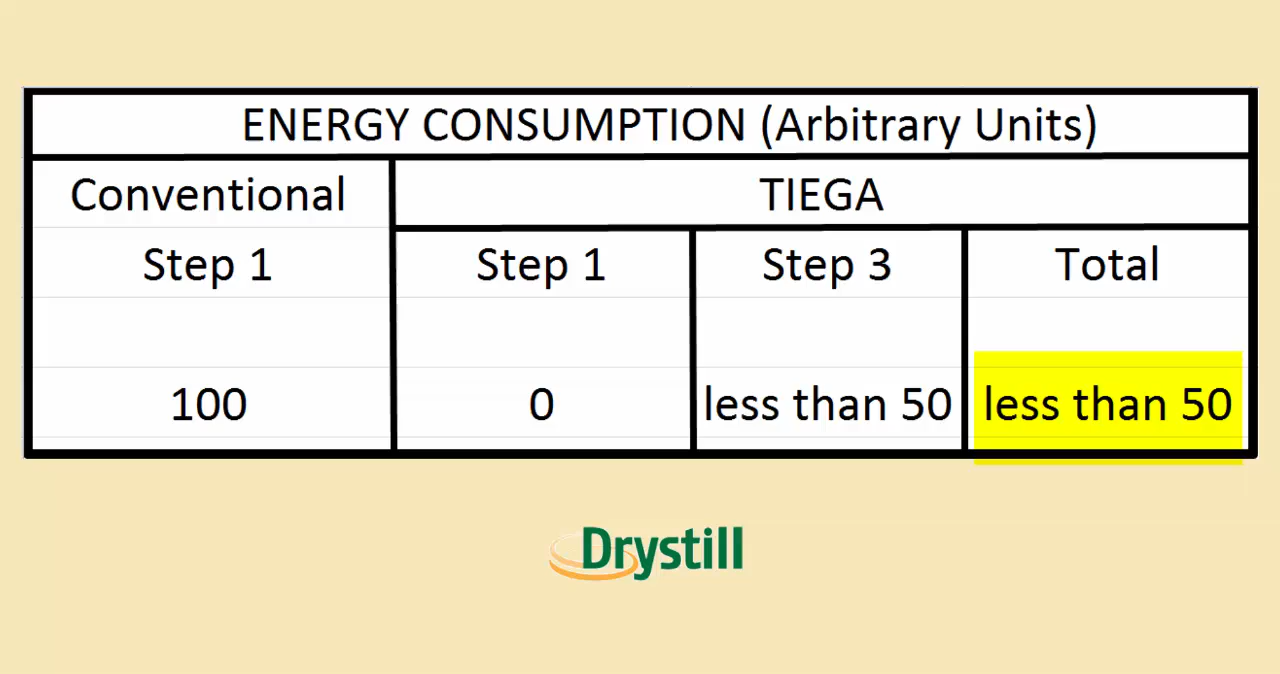 ENERGY CONSUMPTION (Arbitrary Units)
Conventional TIEGA
Step 1 Step 1 Step 3 Total
100 0 less than 50 less than 50
Drystill